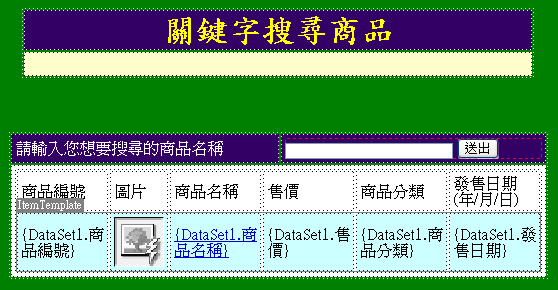 關鍵字搜尋商品
請輸入您想要搜尋的商品名稱 送出
商品編號 圖片 商品名稱 售價 商品分類 發售日期
(年/月/日)
ItemTemplate
{DataSet1.商品編號} {DataSet1.商品名稱} {DataSet1.售價} {DataSet1.商品分類} {DataSet1.發售日期}